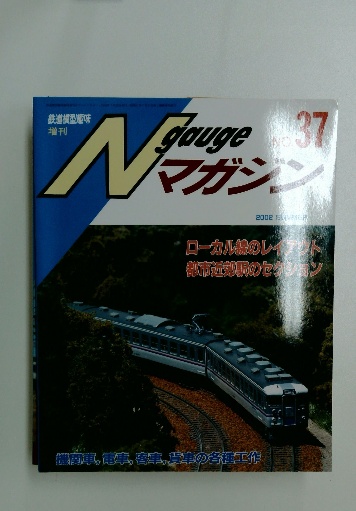 鉄道模型趣味
増刊
N gauge
マガジン
NO.37
2002
ローカル線のレイアウト
都市近郊駅のセクション
機関車, 電車, 客車, 貨車の各種工作